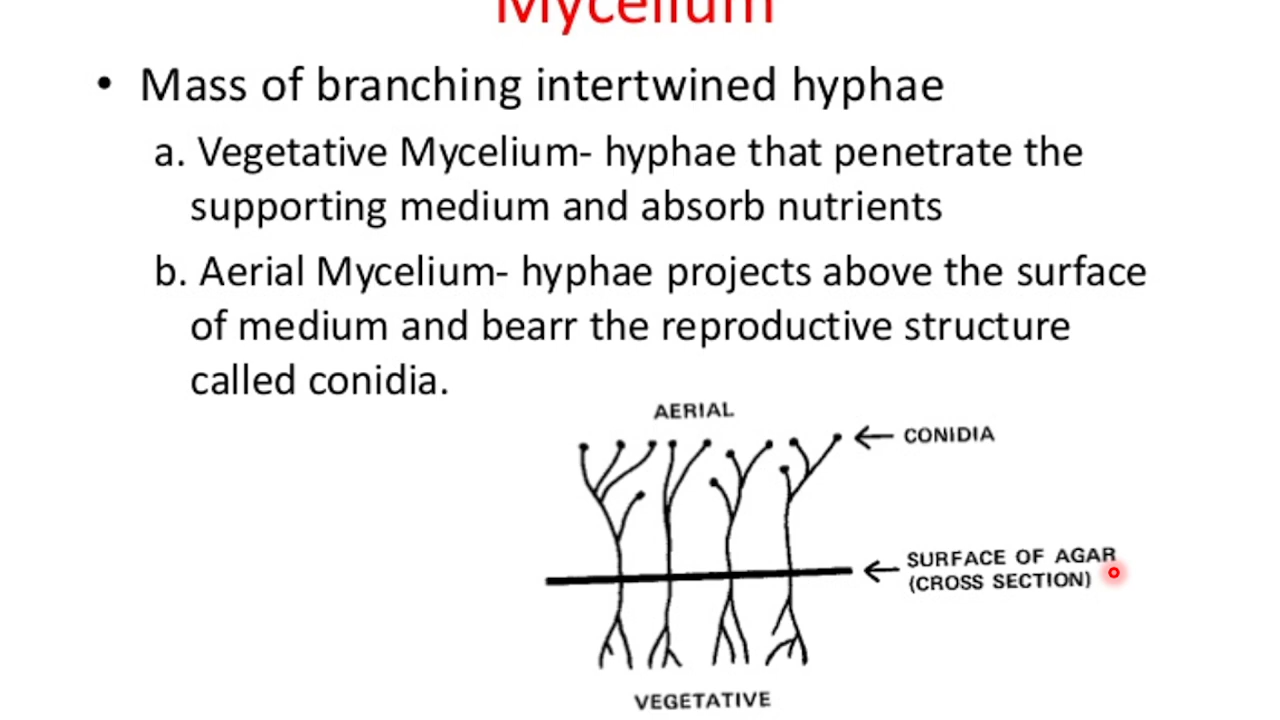 Mycelium
• Mass of branching intertwined hyphae
a. Vegetative Mycelium- hyphae that penetrate the
supporting medium and absorb nutrients
b. Aerial Mycelium- hyphae projects above the surface
of medium and bearr the reproductive structure
called conidia.
AERIAL
CONIDIA
SURFACE OF AGAR
(CROSS SECTION)
VEGETATIVE